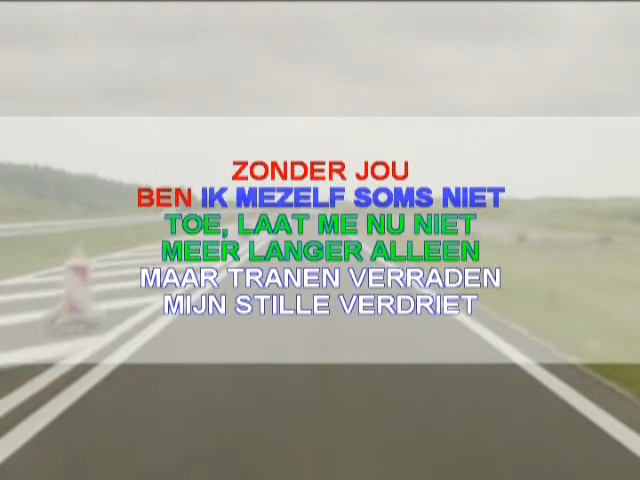 ZONDER JOU
BEN IK MEZELF SOMS NIET
TOE, LAAT ME NU NIET
MEER LANGER ALLEEN
MAAR TRANEN VERRADEN
MIJN STILLE VERDRIET